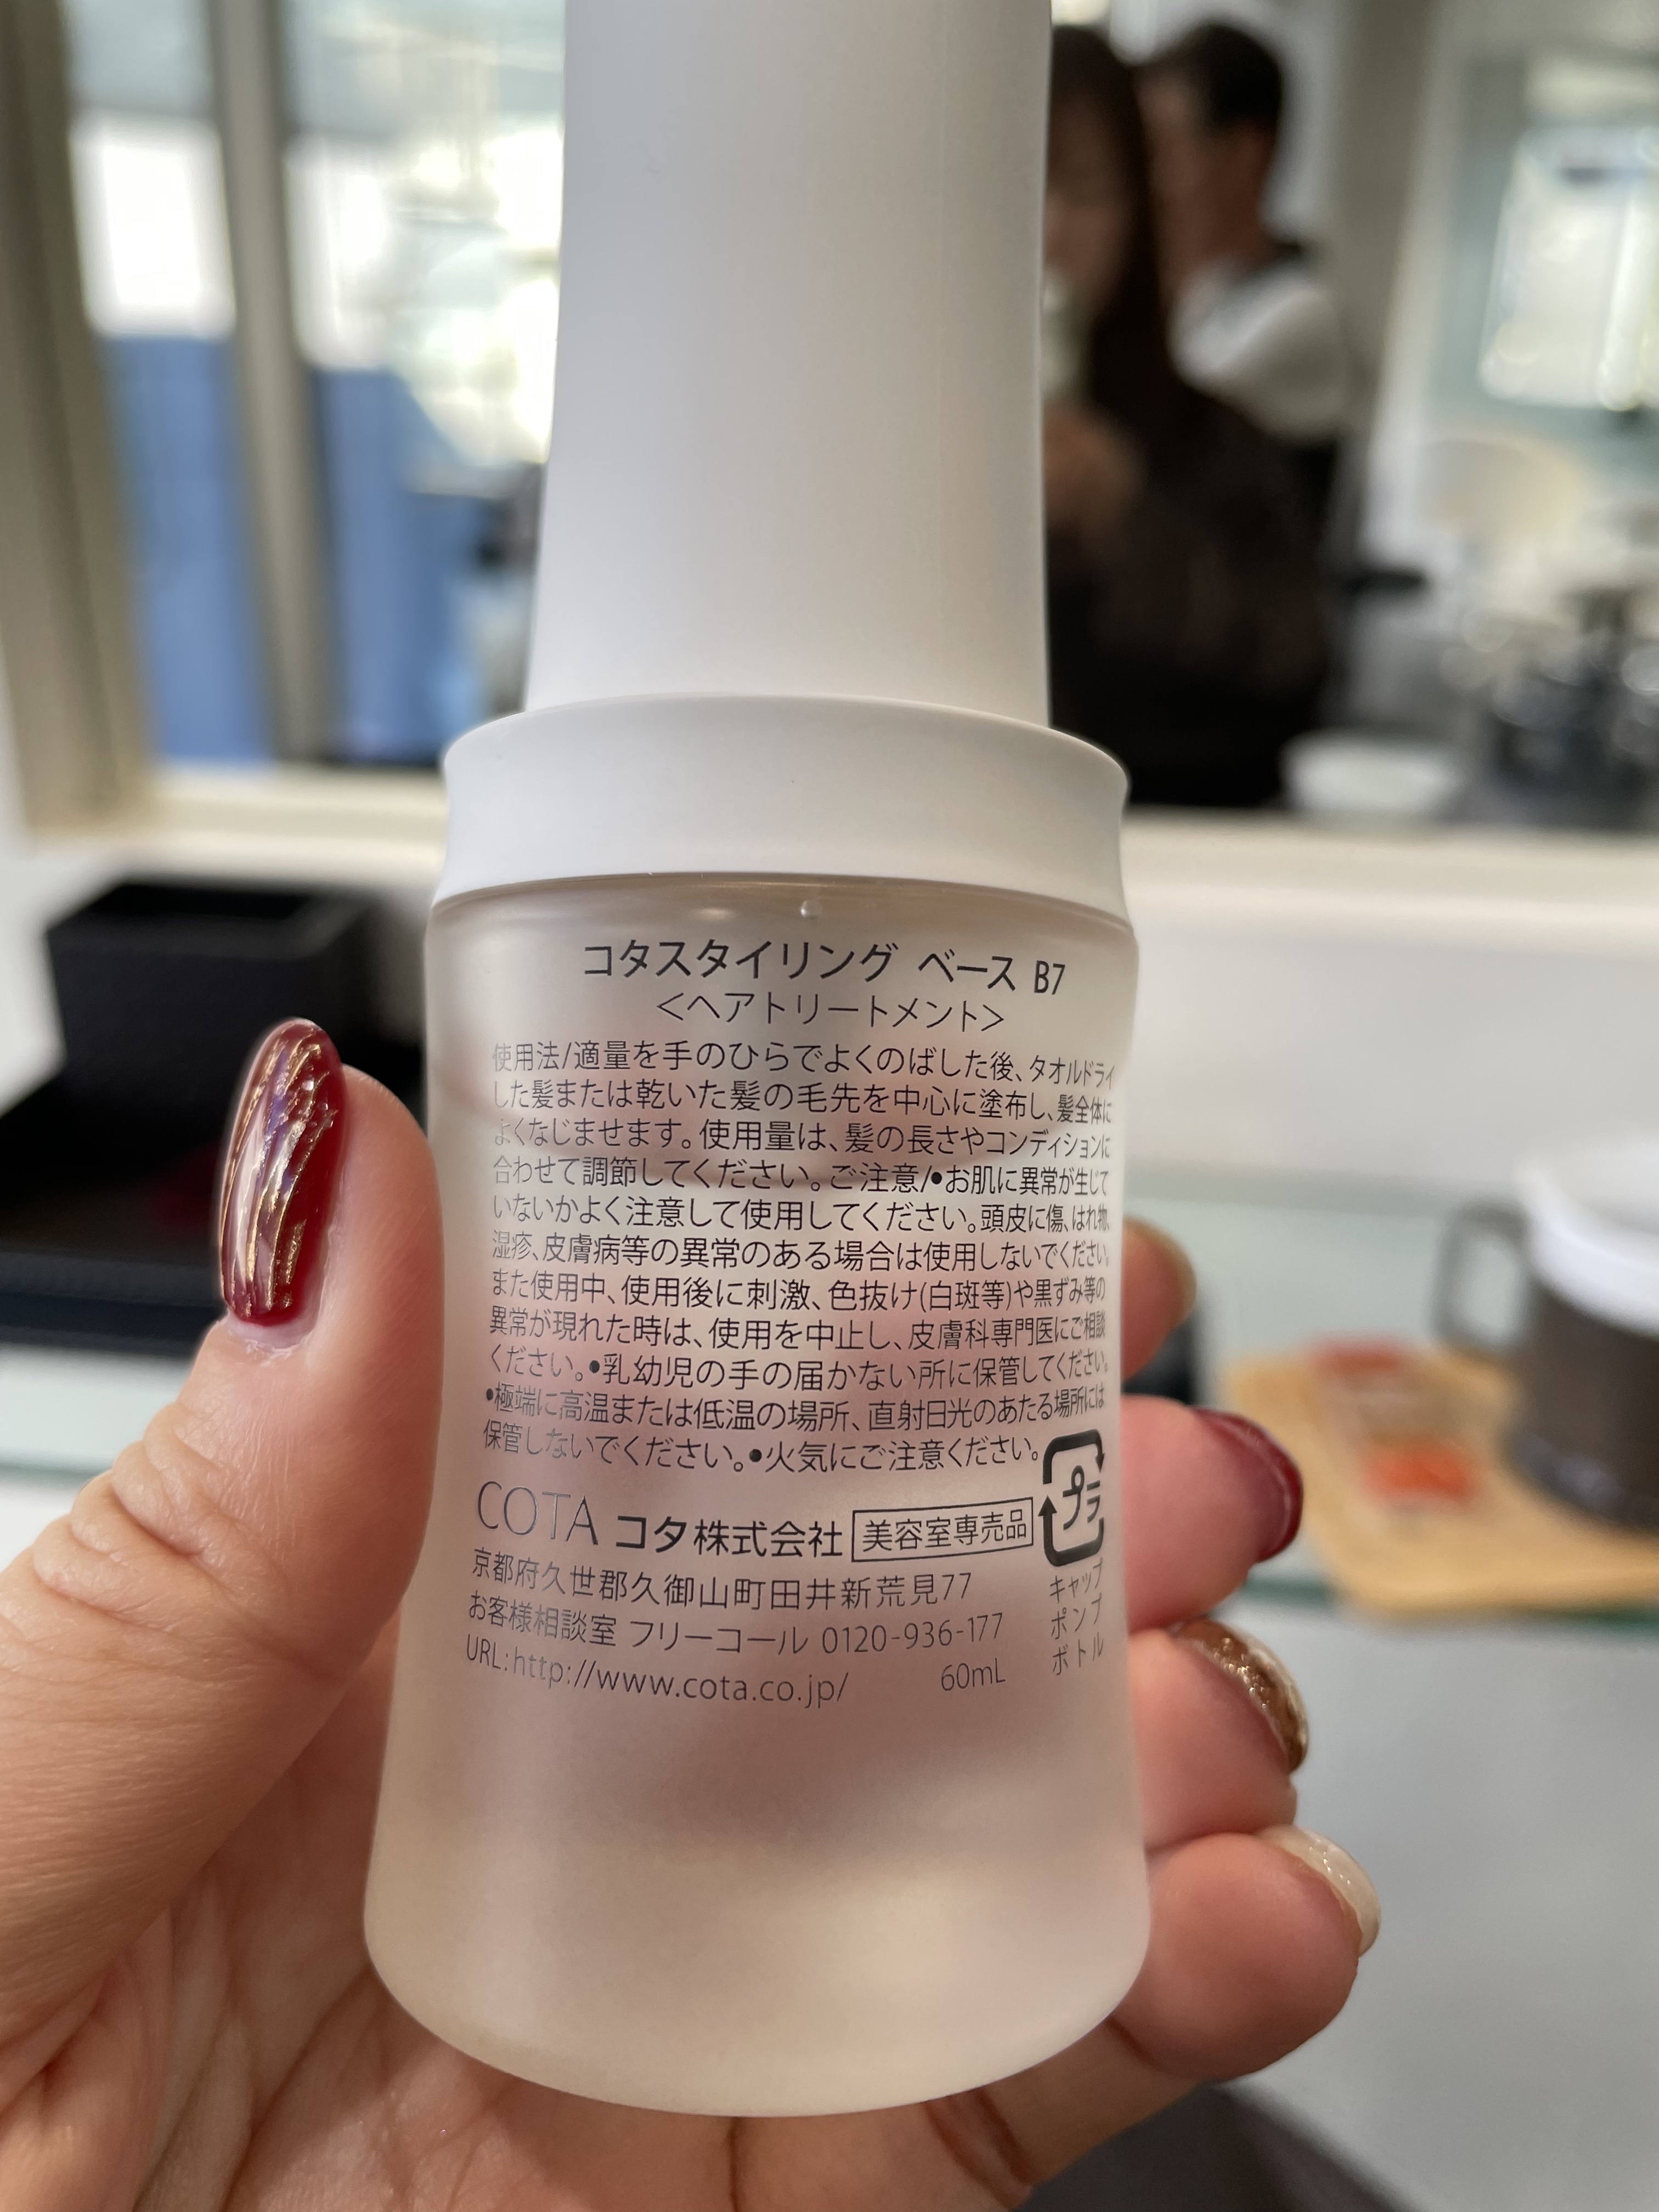 コタスタイリング ベース B7
<ヘアトリートメント>
使用法/適量を手のひらでよくのばした後、タオルドライ
した髪または乾いた髪の毛先を中心に塗布し、髪全体に
よくなじませます。使用量は、髪の長さやコンディションに
合わせて調節してください。ご注意/•お肌に異常が生じて
いないかよく注意して使用してください。頭皮に傷、はれ物、
湿疹、皮膚病等の異常のある場合は使用しないでください。
また使用中、使用後に刺激、色抜け(白斑等)や黒ずみ等の
異常が現れた時は、使用を中止し、皮膚科専門医にご相談
ください。•乳幼児の手の届かない所に保管してください。
•極端に高温または低温の場所、直射日光のあたる場所には
保管しないでください。•火気にご注意ください。
プラ
COTA コタ株式会社 美容室専売品
京都府久世郡久御山町田井新荒見77
お客様相談室 フリーコール 0120-936-177
URL:http://www.cota.co.jp/ 60mL
キャップ
ポンプ
ボトル